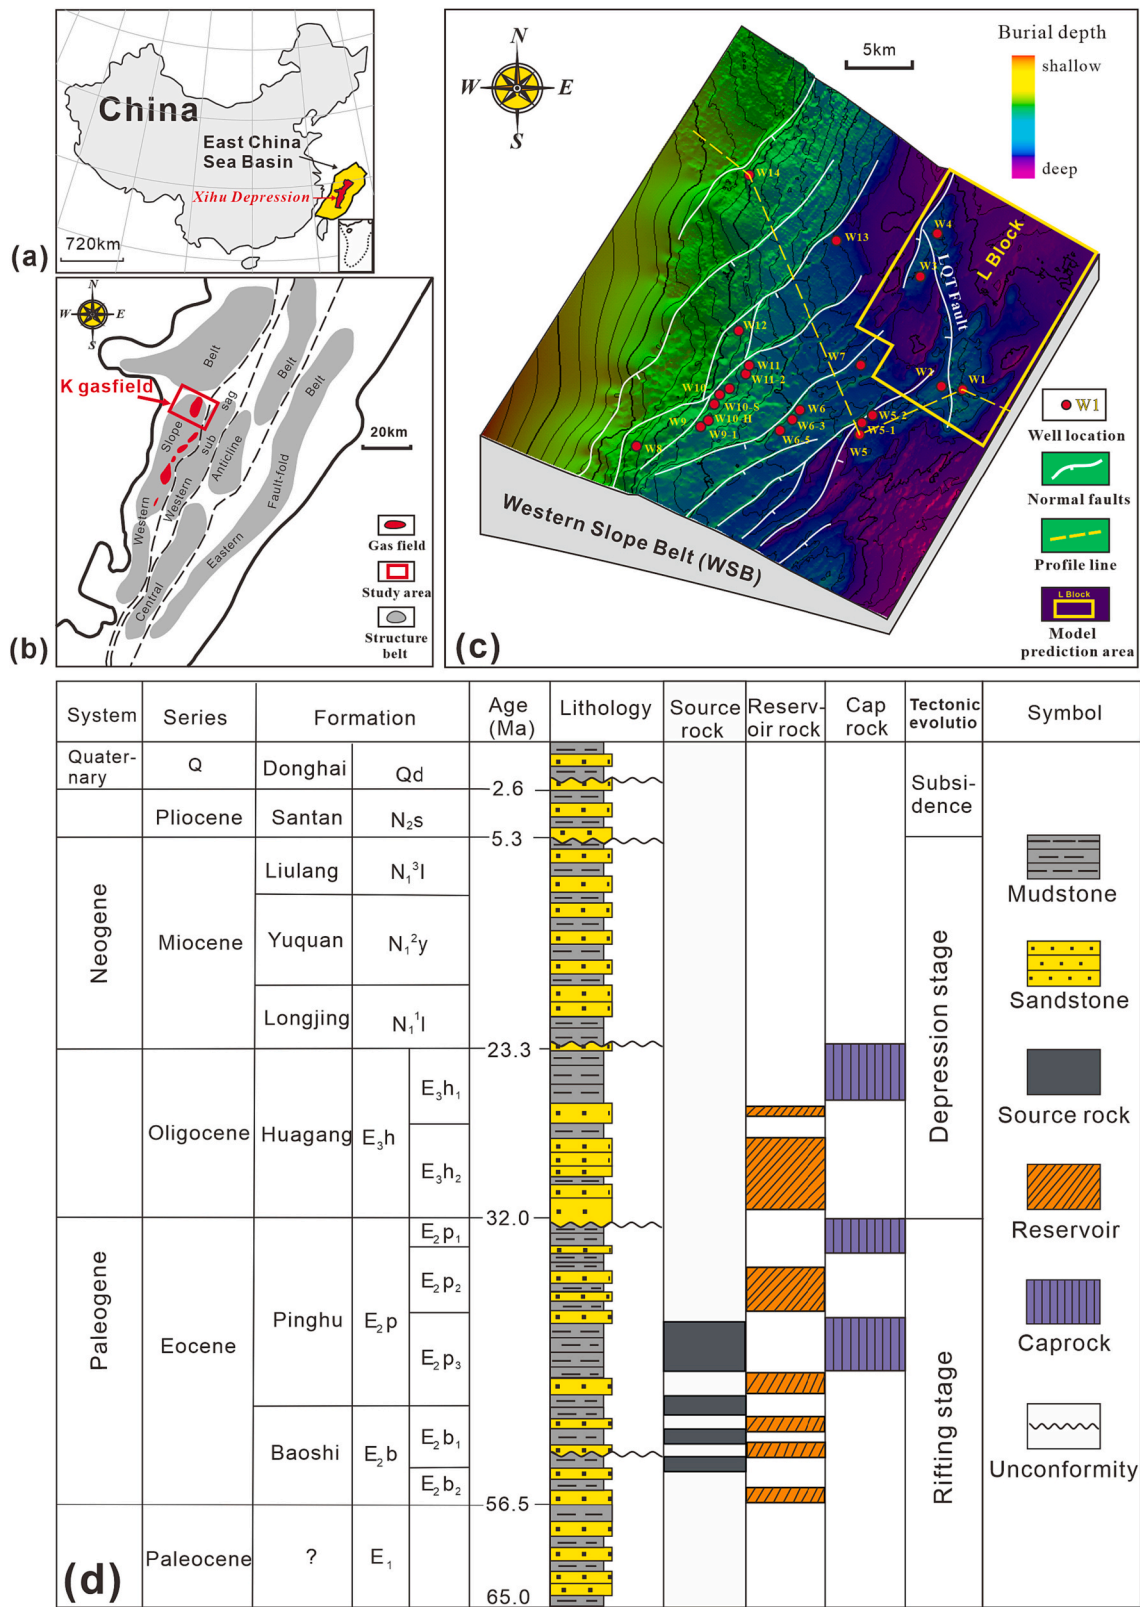 China
East China
Sea Basin
Xihu Depression
720km
(a)
N
W
E
S
K gasfield
Belt
Belt
Belt
sag
sub
Slope
Western
Western
Anticline
Fault-fold
Eastern
Central
20km
Gas field
Study area
Structure
belt
(b)
N
W
E
S
5km
Burial depth
shallow
deep
W14
W13
W4
W3
L Block
LQT Fault
W12
W11
W11-2
W10
W10-S
W10-H
W9
W9-1
W8
W7
W6
W6-3
W6-5
W5-2
W5-1
W5
W2
W1
Western Slope Belt (WSB)
W1
Well location
Normal faults
Profile line
L Block
Model
prediction area
(c)
System
Series
Formation
Age
(Ma)
Lithology
Source
rock
Reserv-
oir rock
Cap
rock
Tectonic
evolutio
Symbol
Quater-
nary
Q
Donghai
Qd
2.6
Subsi-
dence
Pliocene
Santan
N₂s
5.3
Neogene
Miocene
Liulang
N₁³l
Yuquan
N₁²y
Longjing
N₁¹l
23.3
Depression stage
Oligocene
Huagang
E₃h
E₃h₁
E₃h₂
32.0
Paleogene
Eocene
Pinghu
E₂p
E₂p₁
E₂p₂
E₂p₃
Baoshi
E₂b
E₂b₁
E₂b₂
56.5
Rifting stage
Paleocene
?
E₁
65.0
Mudstone
Sandstone
Source rock
Reservoir
Caprock
Unconformity
(d)